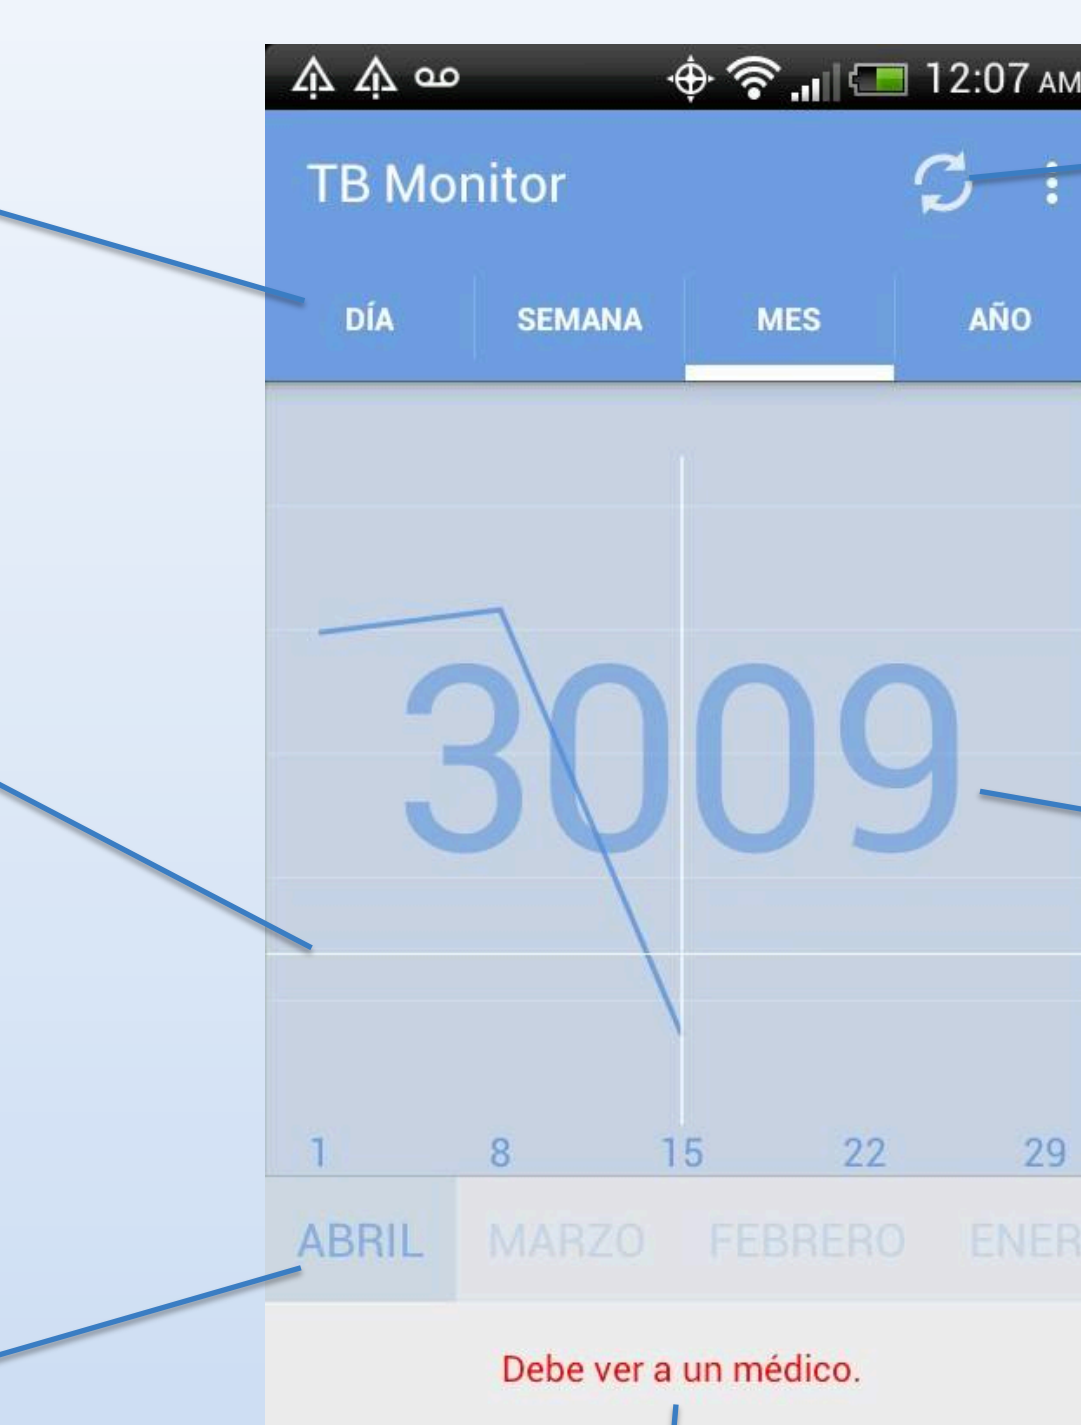 12:07 AM
TB Monitor
DÍA SEMANA MES AÑO
3009
1 8 15 22 29
ABRIL MARZO FEBRERO ENER
Debe ver a un médico.